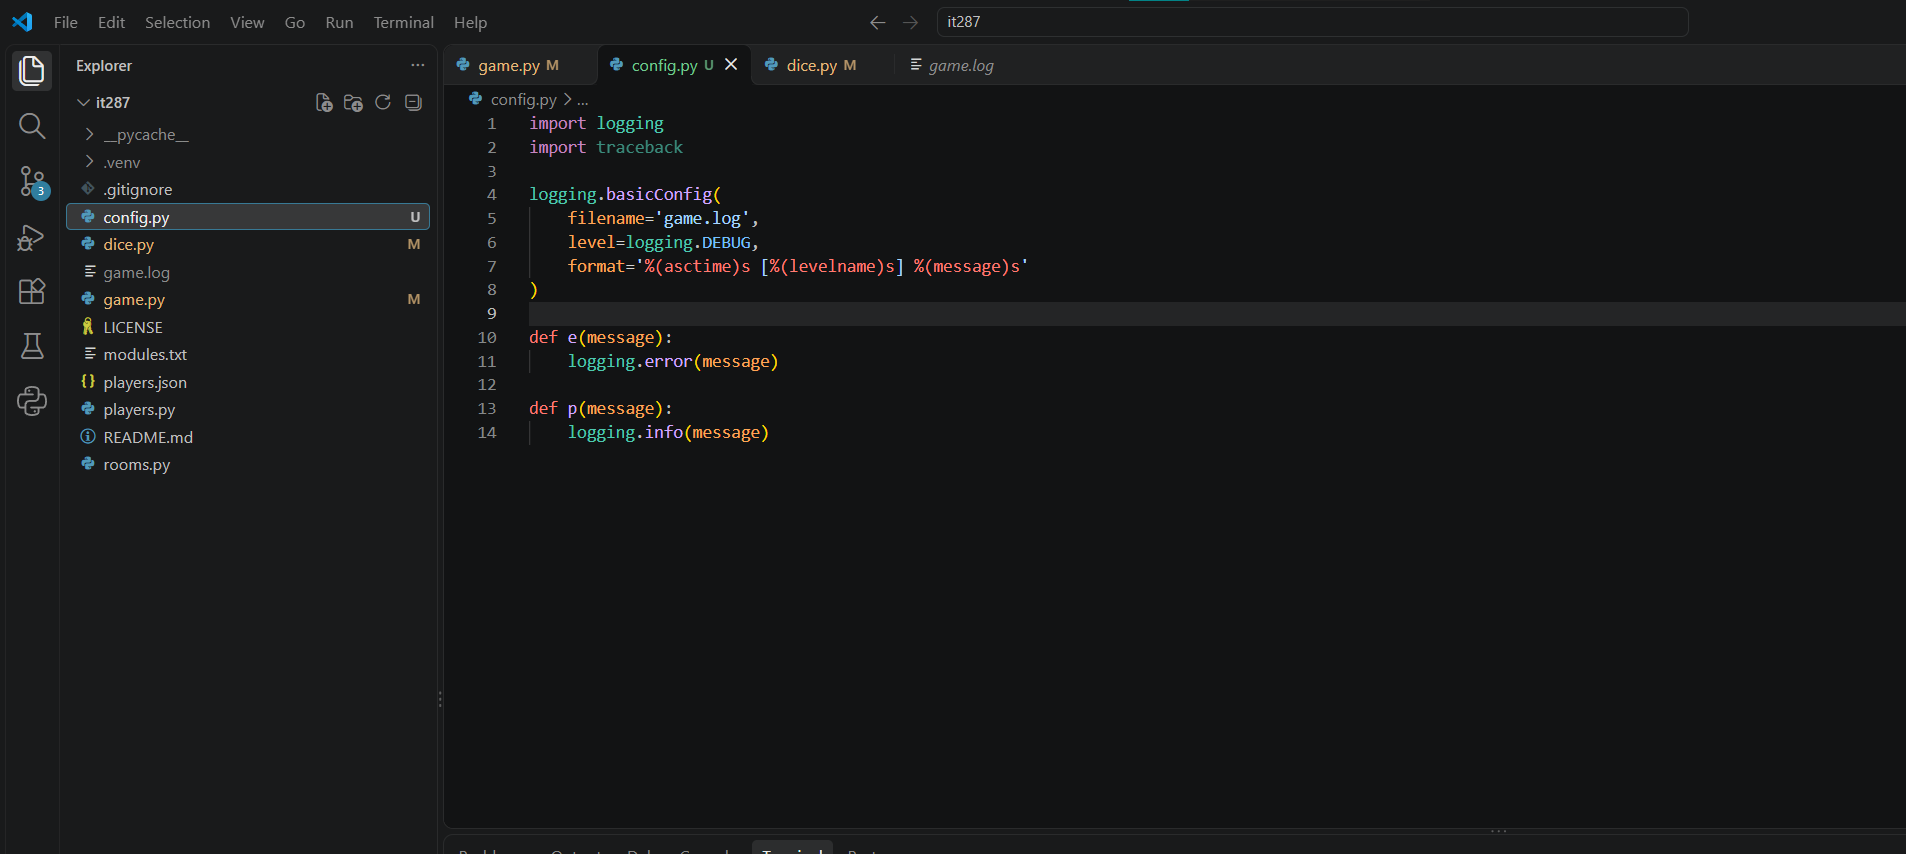 File Edit Selection View Go Run Terminal Help
it287
Explorer
it287
__pycache__
.venv
.gitignore
config.py U
dice.py M
game.log
game.py M
LICENSE
modules.txt
players.json
players.py
README.md
rooms.py
3
game.py M
config.py U
dice.py M
game.log
config.py > ...
1 import logging
2 import traceback
3
4 logging.basicConfig(
5     filename='game.log',
6     level=logging.DEBUG,
7     format='%(asctime)s [%(levelname)s] %(message)s'
8 )
9
10 def e(message):
11     logging.error(message)
12
13 def p(message):
14     logging.info(message)
Terminal